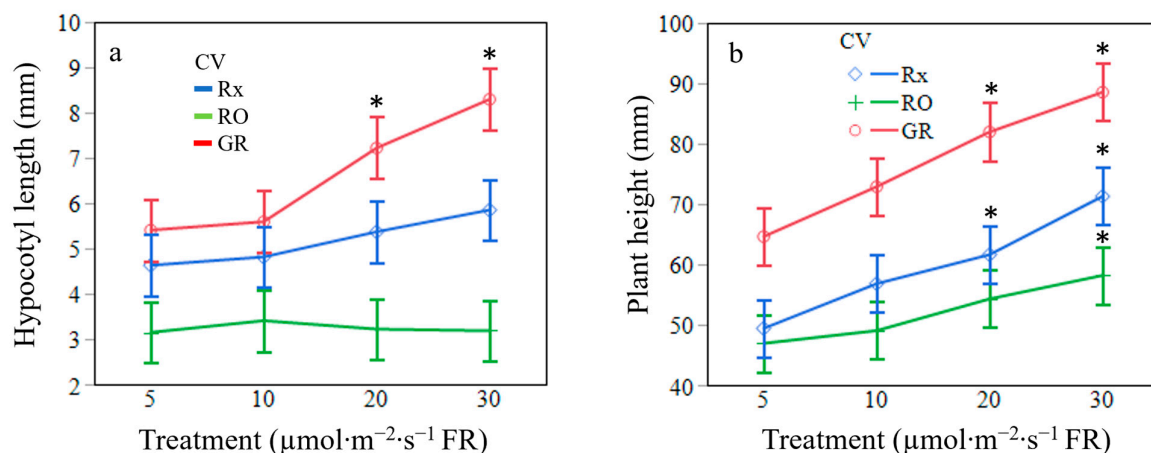 a
CV
Rx
RO
GR
*
*
10
9
8
7
6
5
4
3
2
Hypocotyl length (mm)
5
10
20
30
Treatment (µmol·m⁻²·s⁻¹ FR)
b
CV
Rx
RO
GR
*
*
*
*
*
100
90
80
70
60
50
40
Plant height (mm)
5
10
20
30
Treatment (µmol·m⁻²·s⁻¹ FR)